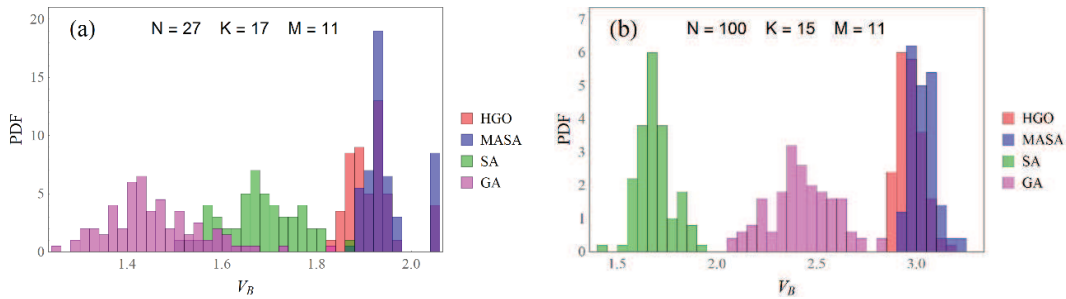 (a) N = 27 K = 17 M = 11
PDF
20
15
10
5
0
1.4 1.6 1.8 2.0
V_B
HGO
MASA
SA
GA
(b) N = 100 K = 15 M = 11
PDF
7
6
5
4
3
2
1
0
1.5 2.0 2.5 3.0
V_B
HGO
MASA
SA
GA